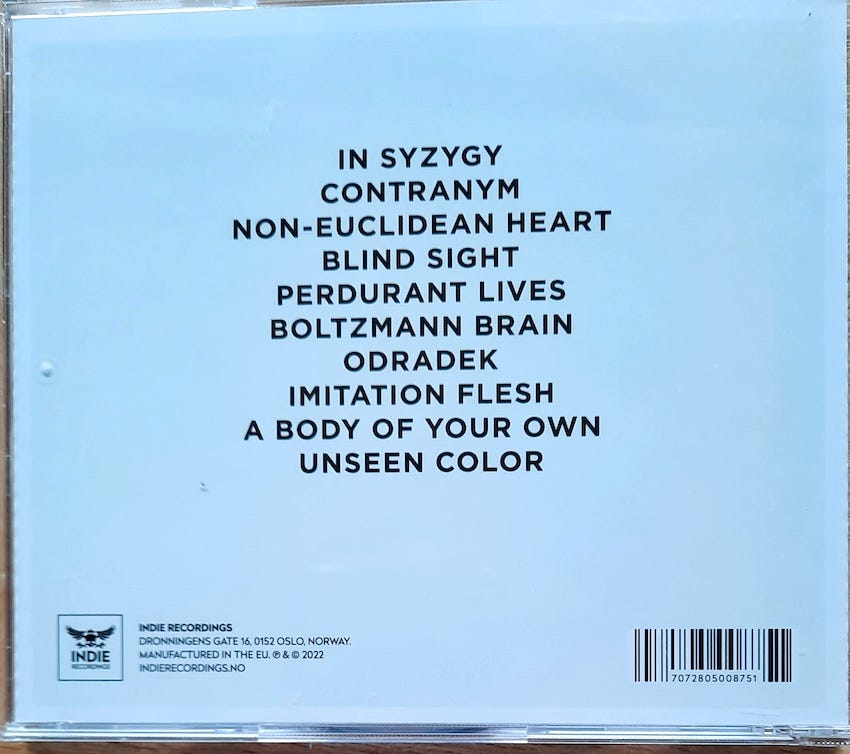 IN SYZYGY
CONTRANYM
NON-EUCLIDEAN HEART
BLIND SIGHT
PERDURANT LIVES
BOLTZMANN BRAIN
ODRADEK
IMITATION FLESH
A BODY OF YOUR OWN
UNSEEN COLOR
INDIE
RECORDINGS
INDIE RECORDINGS
DRONNINGENS GATE 16, 0152 OSLO, NORWAY.
MANUFACTURED IN THE EU. ℗ & © 2022
INDIERECORDINGS.NO
7072805008751